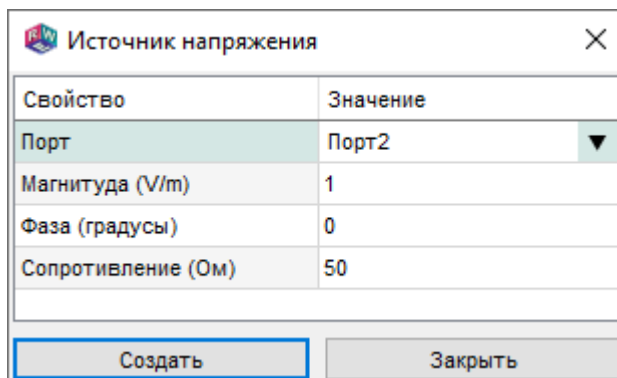 Источник напряжения
Свойство Значение
Порт Порт2
Магнитуда (V/m) 1
Фаза (градусы) 0
Сопротивление (Ом) 50
Создать Закрыть